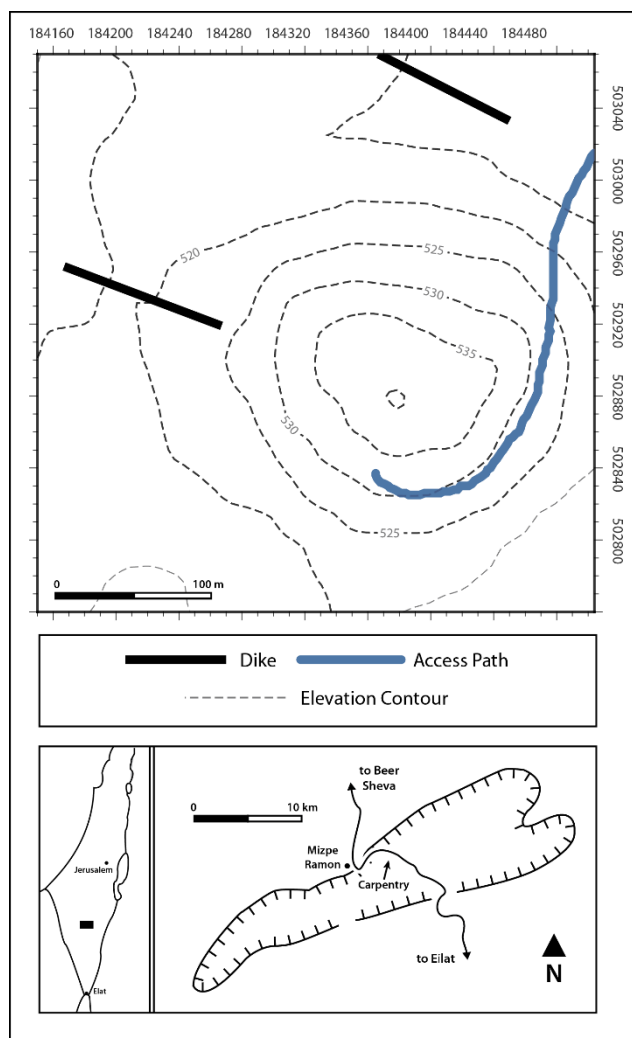 184160 184200 184240 184280 184320 184360 184400 184440 184480
503040
503000
502960
502920
502880
502840
502800
520
525
530
535
530
525
0 100 m
Dike Access Path
Elevation Contour
Jerusalem
Elat
0 10 km
to Beer
Sheva
Mizpe
Ramon
Carpentry
to Eilat
N